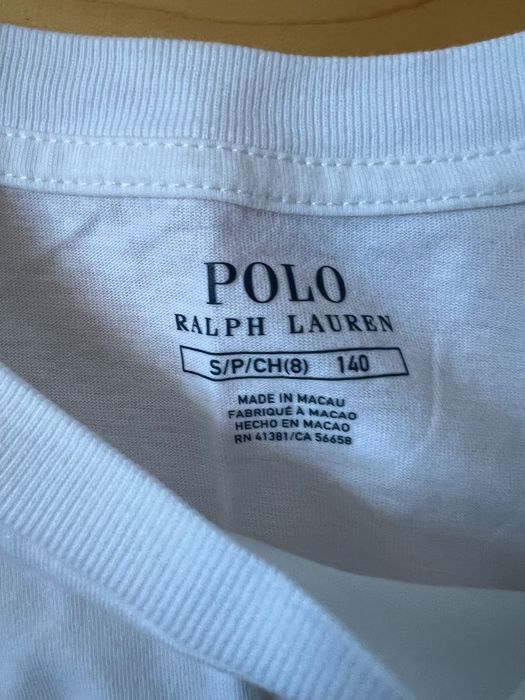 POLO
RALPH LAUREN
S/P/CH(8) 140
MADE IN MACAU
FABRIQUÉ À MACAO
HECHO EN MACAO
RN 41381/CA 56658